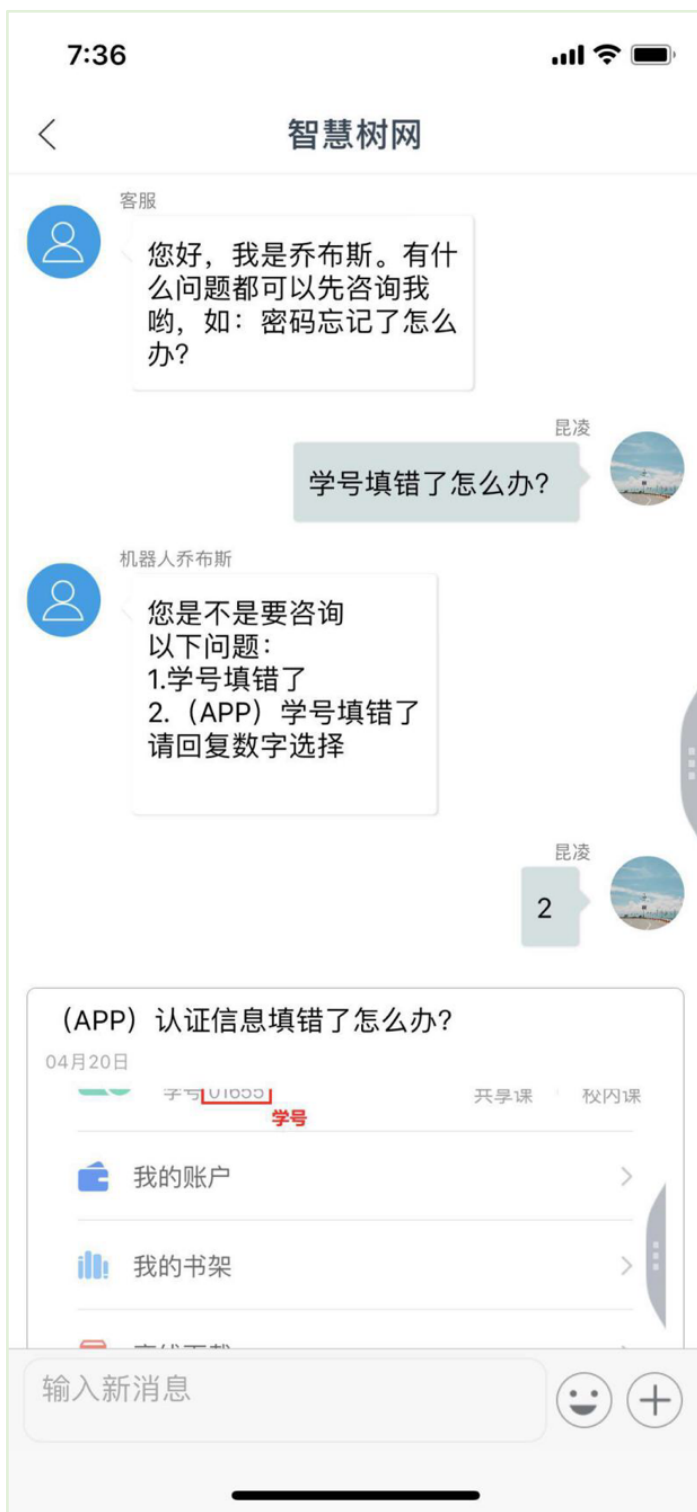 7:36
智慧树网
客服
您好，我是乔布斯。有什
么问题都可以先咨询我
哟，如：密码忘记了怎么
办？
昆凌
学号填错了怎么办？
机器人乔布斯
您是不是要咨询
以下问题：
1.学号填错了
2.（APP）学号填错了
请回复数字选择
昆凌
2
（APP）认证信息填错了怎么办？
04月20日
学号 01655 共享课 校内课
学号
我的账户
我的书架
输入新消息